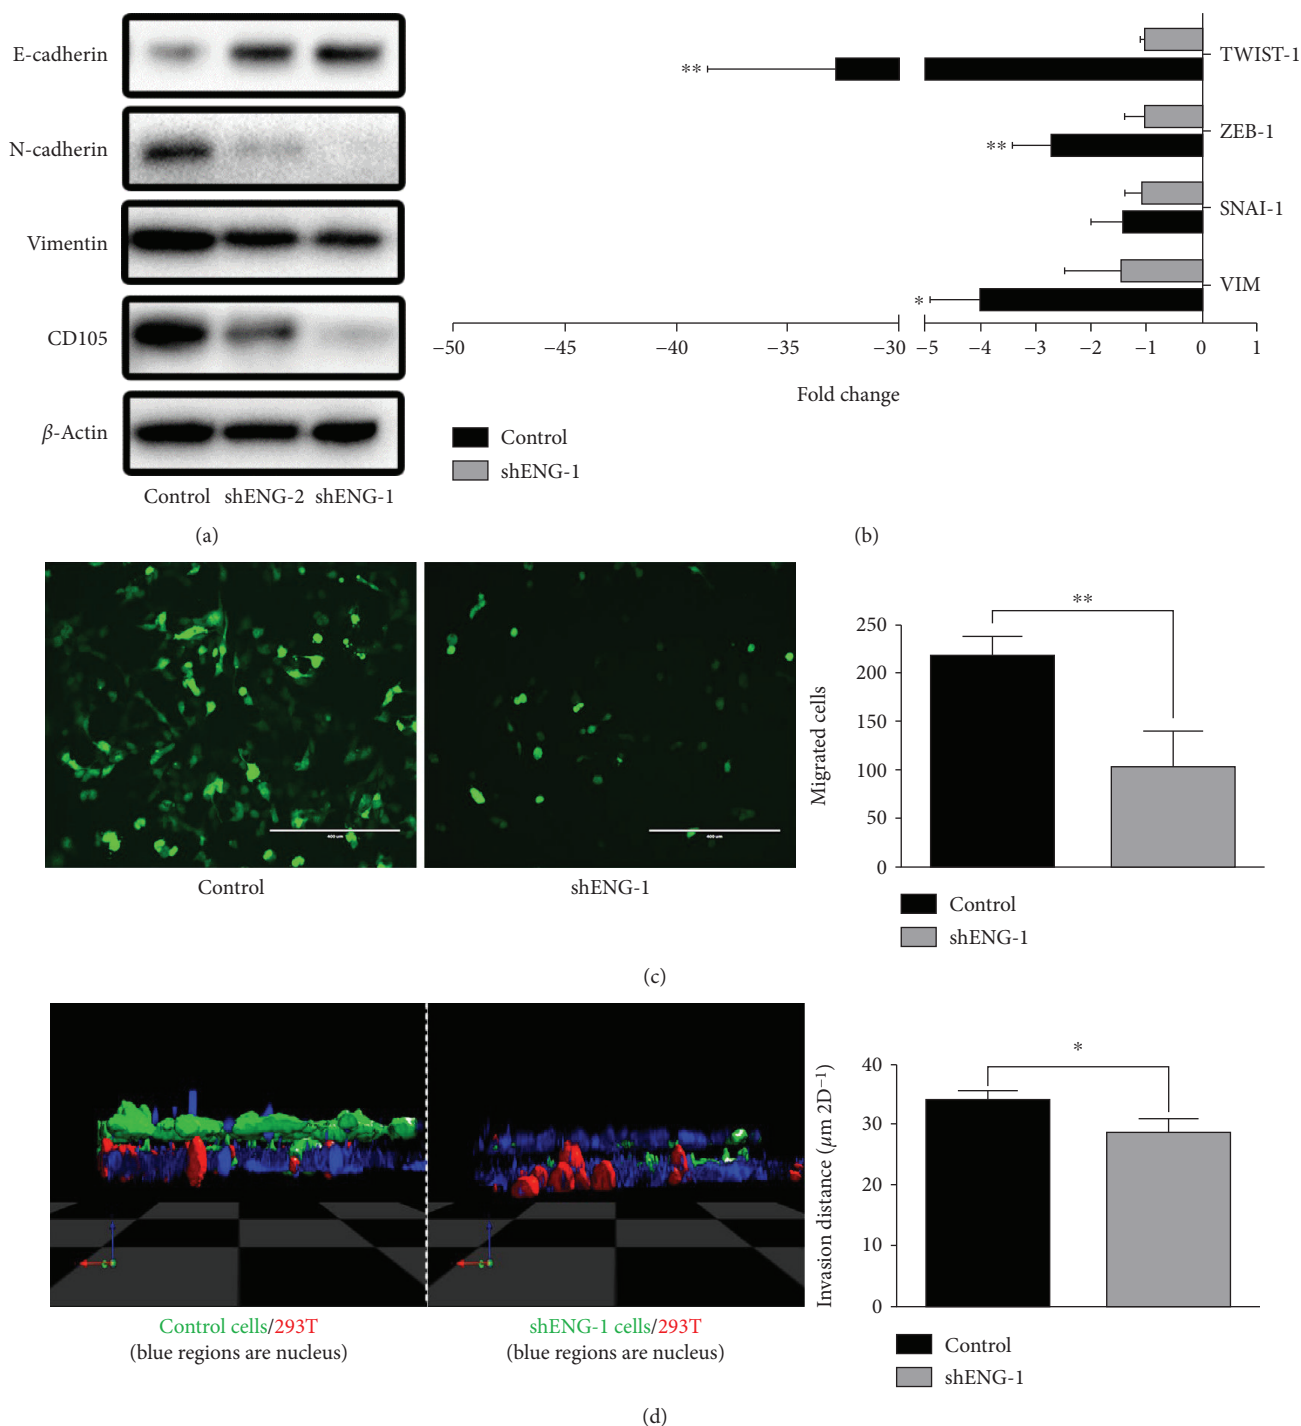 E-cadherin
N-cadherin
Vimentin
CD105
β-Actin
Control shENG-2 shENG-1
(a)
TWIST-1
**
ZEB-1
**
SNAI-1
VIM
*
−50 −45 −40 −35 −30 −5 −4 −3 −2 −1 0 1
Fold change
Control
shENG-1
(b)
400 μm
400 μm
Control
shENG-1
Migrated cells
250
200
150
100
50
0
**
Control
shENG-1
(c)
Control cells/293T
(blue regions are nucleus)
shENG-1 cells/293T
(blue regions are nucleus)
Invasion distance (μm 2D⁻¹)
40
30
20
10
0
*
Control
shENG-1
(d)